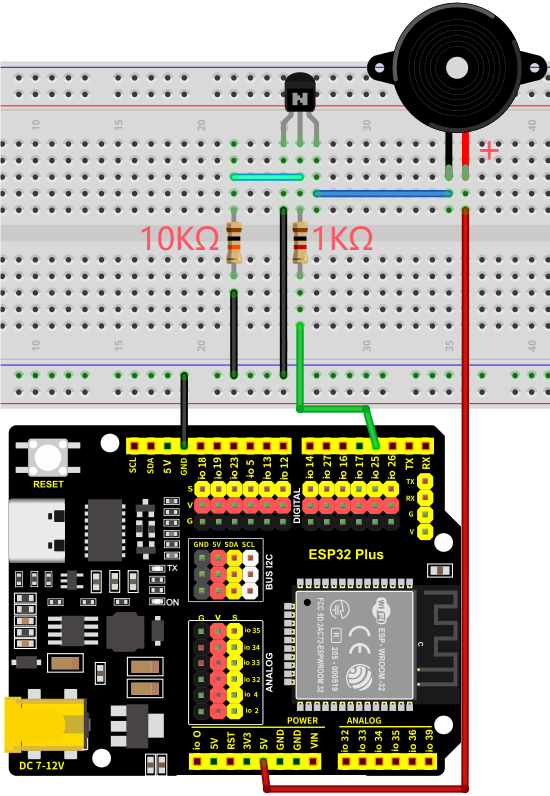 N
10
15
20
30
40
+
10KΩ
1KΩ
10
15
20
30
35
40
RESET
SCL
SDA
5V
GND
io 18
io 19
io 23
io 5
io 13
io 12
io 14
io 27
io 16
io 17
io 25
io 26
TX
RX
S
V
G
DIGITAL
TX
RX
G
V
ESP32 Plus
GND 5V SDA SCL
BUS I2C
TX
ON
G V S
io 35
io 34
io 33
io 32
io 4
io 2
ANALOG
WiFi
ESP- WROOM-32
CE
R
C
DC 7-12V
POWER
ANALOG
io 0
5V
RST
3V3
5V
GND
GND
VIN
io 32
io 33
io 34
io 35
io 36
io 39